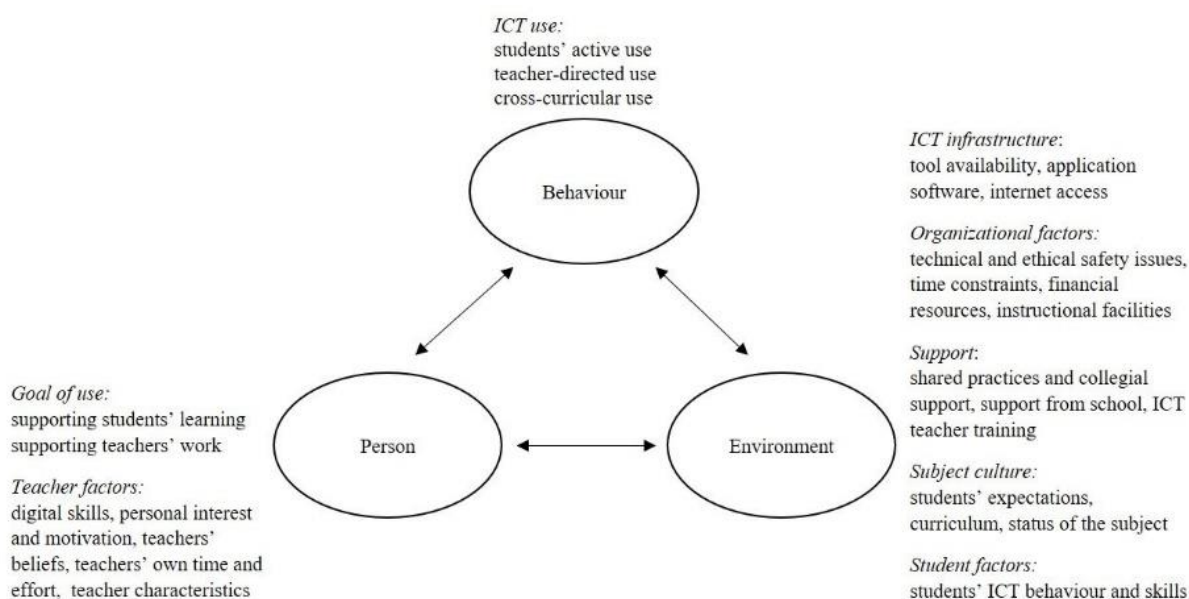 ICT use:
students' active use
teacher-directed use
cross-curricular use
Behaviour
ICT infrastructure:
tool availability, application
software, internet access
Organizational factors:
technical and ethical safety issues,
time constraints, financial
resources, instructional facilities
Support:
shared practices and collegial
support, support from school, ICT
teacher training
Subject culture:
students' expectations,
curriculum, status of the subject
Student factors:
students' ICT behaviour and skills
Goal of use:
supporting students' learning
supporting teachers' work
Teacher factors:
digital skills, personal interest
and motivation, teachers'
beliefs, teachers' own time and
effort, teacher characteristics
Person
Environment